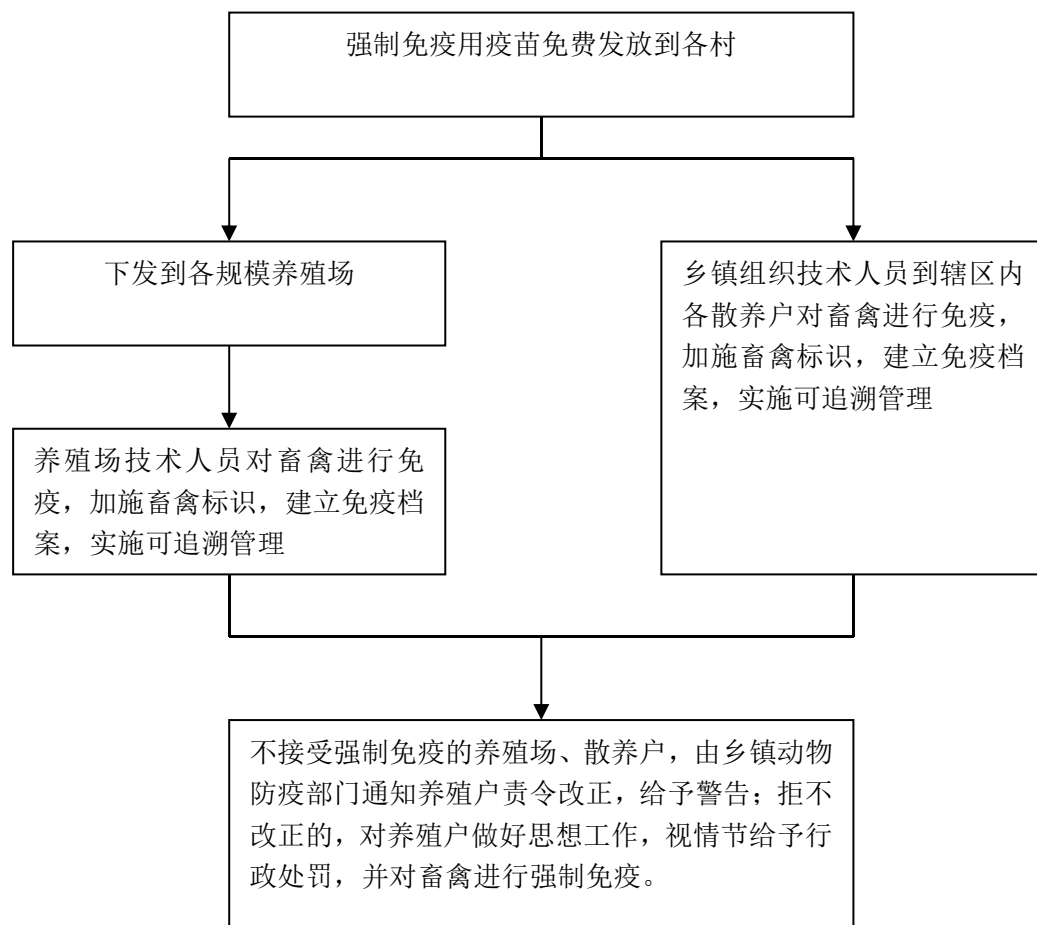 强制免疫用疫苗免费发放到各村
下发到各规模养殖场
乡镇组织技术人员到辖区内
各散养户对畜禽进行免疫，
加施畜禽标识，建立免疫档
案，实施可追溯管理
养殖场技术人员对畜禽进行免
疫，加施畜禽标识，建立免疫档
案，实施可追溯管理
不接受强制免疫的养殖场、散养户，由乡镇动物
防疫部门通知养殖户责令改正，给予警告；拒不
改正的，对养殖户做好思想工作，视情节给予行
政处罚，并对畜禽进行强制免疫。